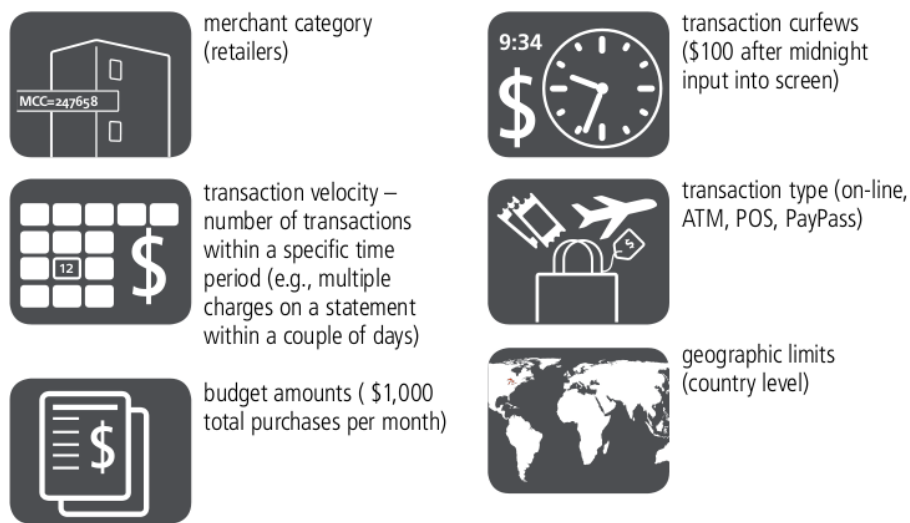 MCC=247658
merchant category
(retailers)
12
$
transaction velocity –
number of transactions
within a specific time
period (e.g., multiple
charges on a statement
within a couple of days)
$
budget amounts ( $1,000
total purchases per month)
9:34
$
transaction curfews
($100 after midnight
input into screen)
$
transaction type (on-line,
ATM, POS, PayPass)
geographic limits
(country level)